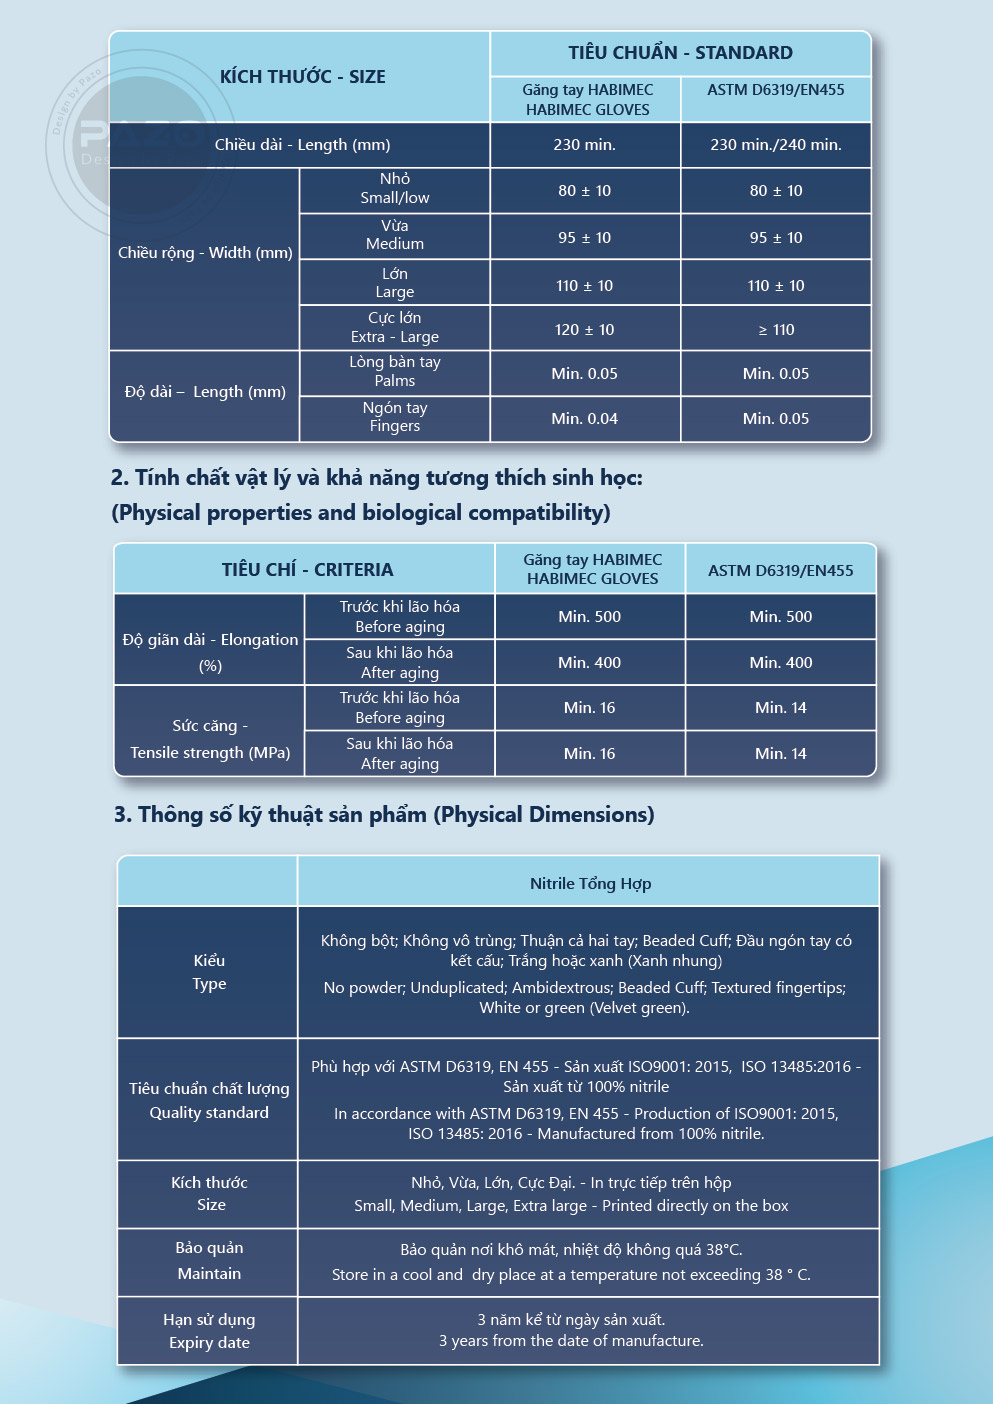 KÍCH THƯỚC - SIZE
TIÊU CHUẨN - STANDARD
Găng tay HABIMEC
HABIMEC GLOVES
ASTM D6319/EN455
Design by Pazo
PAZO
Chiều dài - Length (mm)
230 min.
230 min./240 min.
Chiều rộng - Width (mm)
Nhỏ
Small/low
80 ± 10
80 ± 10
Vừa
Medium
95 ± 10
95 ± 10
Lớn
Large
110 ± 10
110 ± 10
Cực lớn
Extra - Large
120 ± 10
≥ 110
Độ dài – Length (mm)
Lòng bàn tay
Palms
Min. 0.05
Min. 0.05
Ngón tay
Fingers
Min. 0.04
Min. 0.05
2. Tính chất vật lý và khả năng tương thích sinh học:
(Physical properties and biological compatibility)
TIÊU CHÍ - CRITERIA
Găng tay HABIMEC
HABIMEC GLOVES
ASTM D6319/EN455
Độ giãn dài - Elongation
(%)
Trước khi lão hóa
Before aging
Min. 500
Min. 500
Sau khi lão hóa
After aging
Min. 400
Min. 400
Sức căng -
Tensile strength (MPa)
Trước khi lão hóa
Before aging
Min. 16
Min. 14
Sau khi lão hóa
After aging
Min. 16
Min. 14
3. Thông số kỹ thuật sản phẩm (Physical Dimensions)
Nitrile Tổng Hợp
Kiểu
Type
Không bột; Không vô trùng; Thuận cả hai tay; Beaded Cuff; Đầu ngón tay có
kết cấu; Trắng hoặc xanh (Xanh nhung)
No powder; Unduplicated; Ambidextrous; Beaded Cuff; Textured fingertips;
White or green (Velvet green).
Tiêu chuẩn chất lượng
Quality standard
Phù hợp với ASTM D6319, EN 455 - Sản xuất ISO9001: 2015, ISO 13485:2016 -
Sản xuất từ 100% nitrile
In accordance with ASTM D6319, EN 455 - Production of ISO9001: 2015,
ISO 13485: 2016 - Manufactured from 100% nitrile.
Kích thước
Size
Nhỏ, Vừa, Lớn, Cực Đại. - In trực tiếp trên hộp
Small, Medium, Large, Extra large - Printed directly on the box
Bảo quản
Maintain
Bảo quản nơi khô mát, nhiệt độ không quá 38°C.
Store in a cool and dry place at a temperature not exceeding 38 ° C.
Hạn sử dụng
Expiry date
3 năm kể từ ngày sản xuất.
3 years from the date of manufacture.